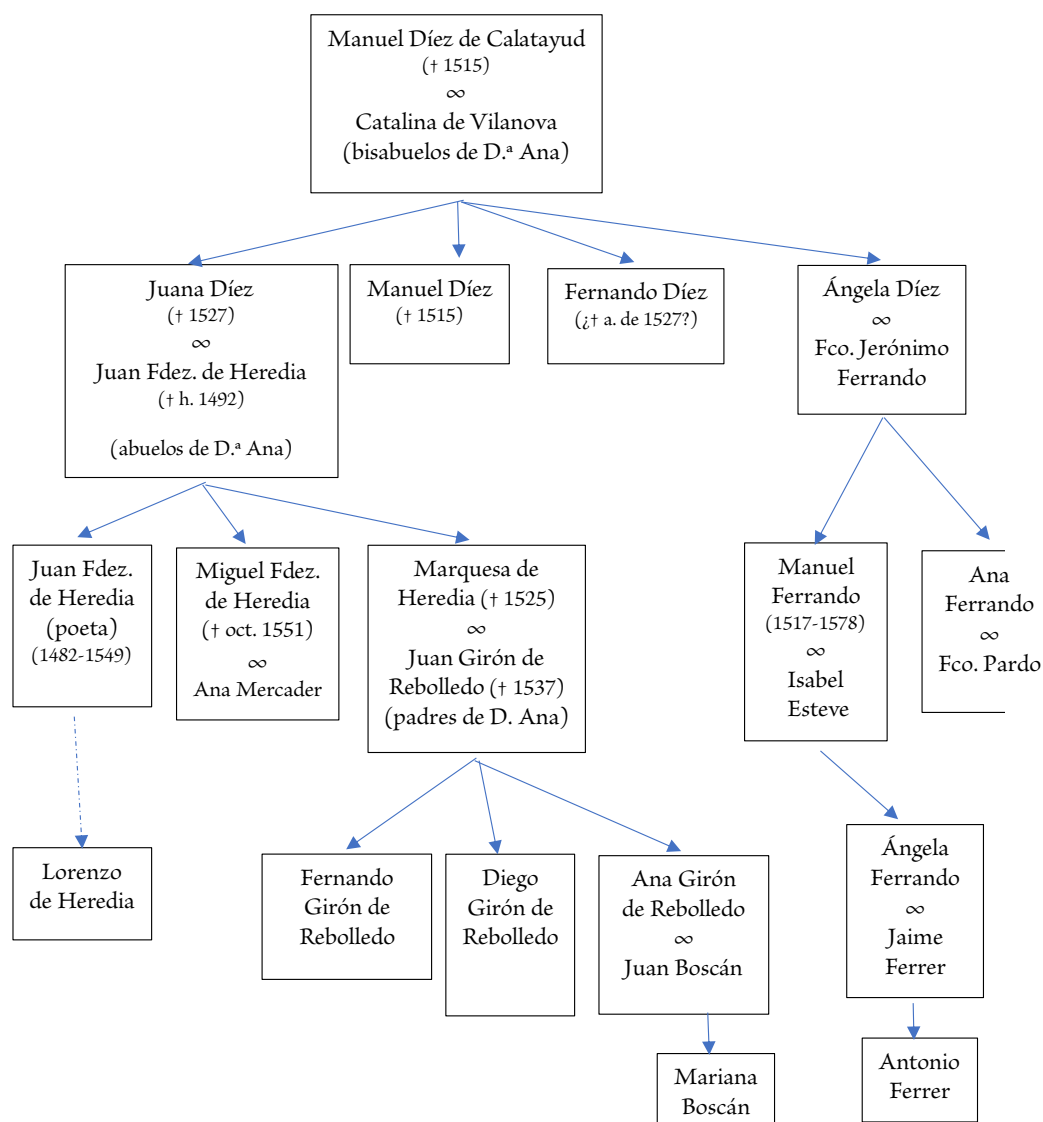 Manuel Díez de Calatayud
(† 1515)
∞
Catalina de Vilanova
(bisabuelos de D.ª Ana)
Juana Díez
(† 1527)
∞
Juan Fdez. de Heredia
(† h. 1492)
(abuelos de D.ª Ana)
Manuel Díez
(† 1515)
Fernando Díez
(¿† a. de 1527?)
Ángela Díez
∞
Fco. Jerónimo
Ferrando
Juan Fdez.
de Heredia
(poeta)
(1482-1549)
Miguel Fdez.
de Heredia
(† oct. 1551)
∞
Ana Mercader
Marquesa de
Heredia († 1525)
∞
Juan Girón de
Rebolledo († 1537)
(padres de D. Ana)
Manuel
Ferrando
(1517-1578)
∞
Isabel
Esteve
Ana
Ferrando
∞
Fco. Pardo
Lorenzo
de Heredia
Fernando
Girón de
Rebolledo
Diego
Girón de
Rebolledo
Ana Girón
de Rebolledo
∞
Juan Boscán
Ángela
Ferrando
∞
Jaime
Ferrer
Mariana
Boscán
Antonio
Ferrer